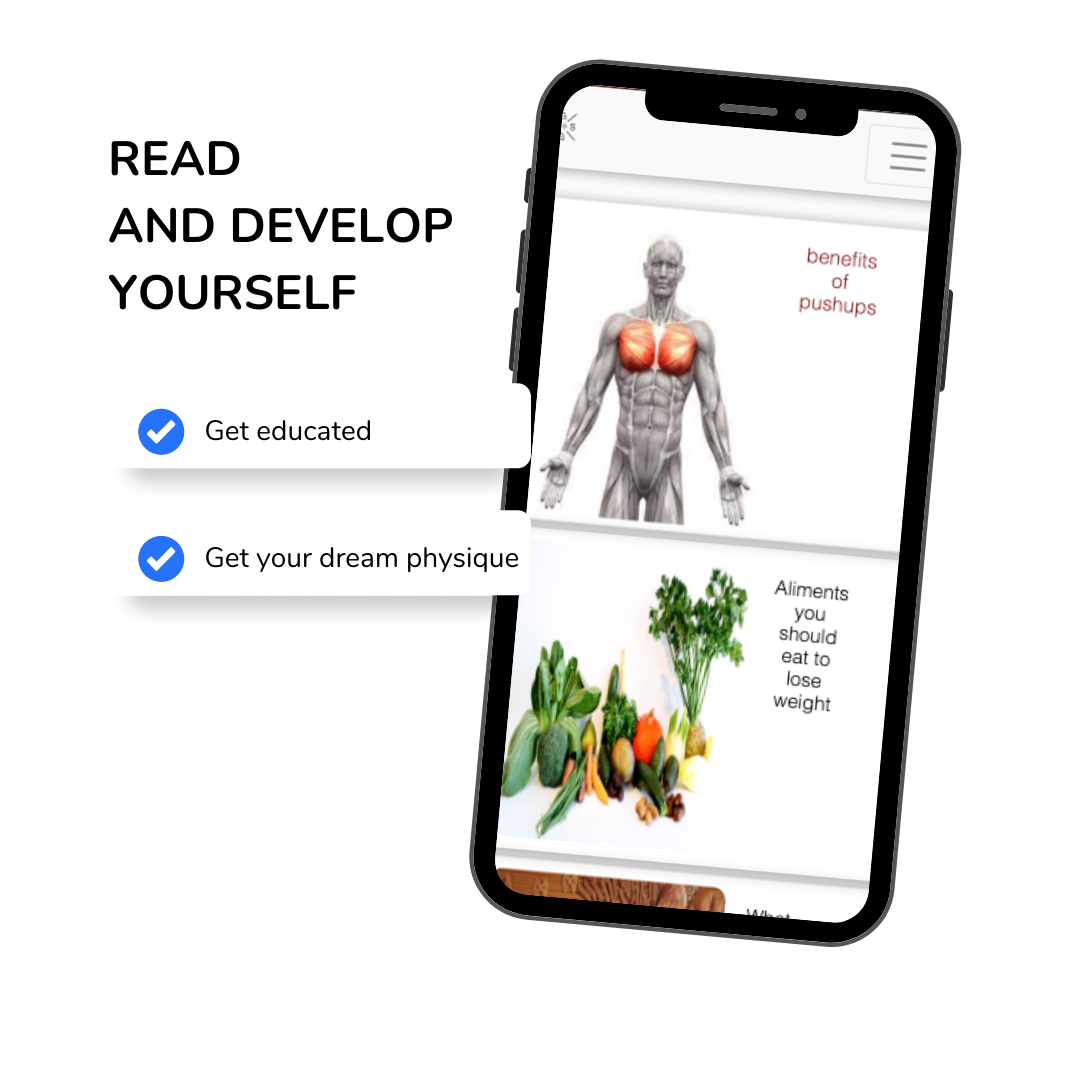 READ
AND DEVELOP
YOURSELF
Get educated
Get your dream physique
benefits
of
pushups
Aliments
you
should
eat to
lose
weight
What